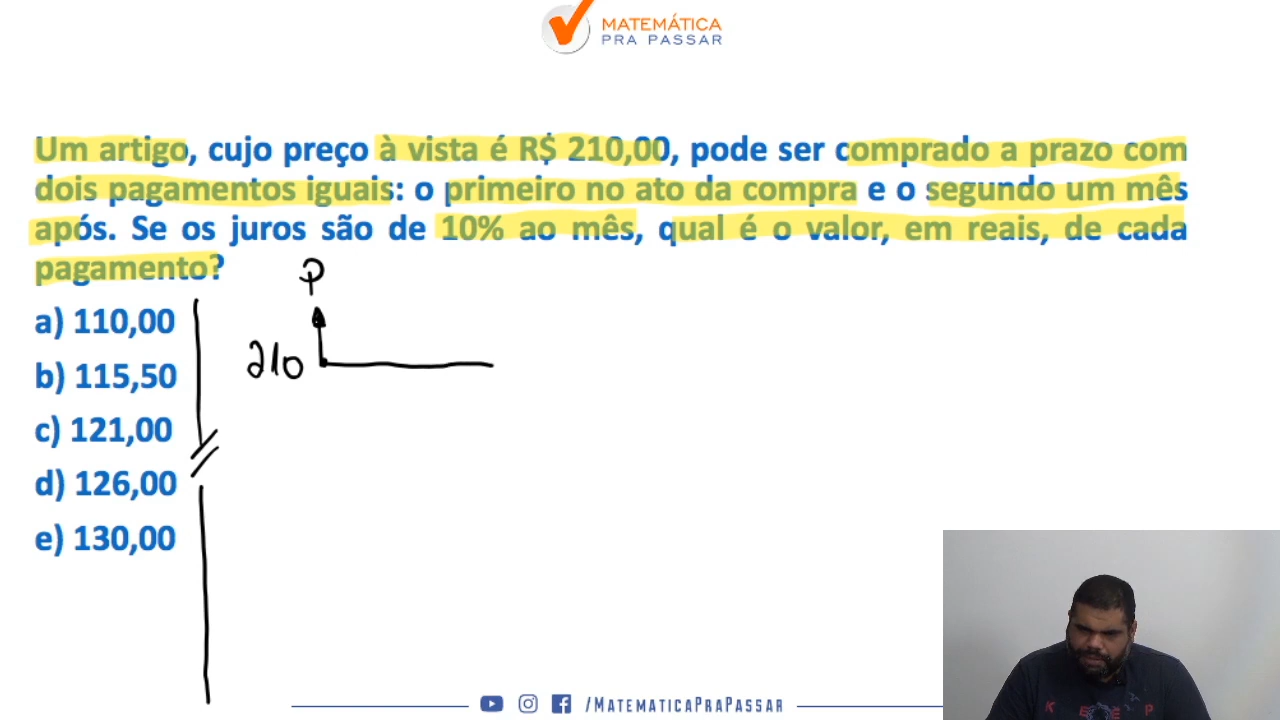 MATEMÁTICA
PRA PASSAR
Um artigo, cujo preço à vista é R$ 210,00, pode ser comprado a prazo com
dois pagamentos iguais: o primeiro no ato da compra e o segundo um mês
após. Se os juros são de 10% ao mês, qual é o valor, em reais, de cada
pagamento?
P
a) 110,00
210
b) 115,50
c) 121,00
d) 126,00
e) 130,00
K E E P
/MATEMATICAPRAPASSAR